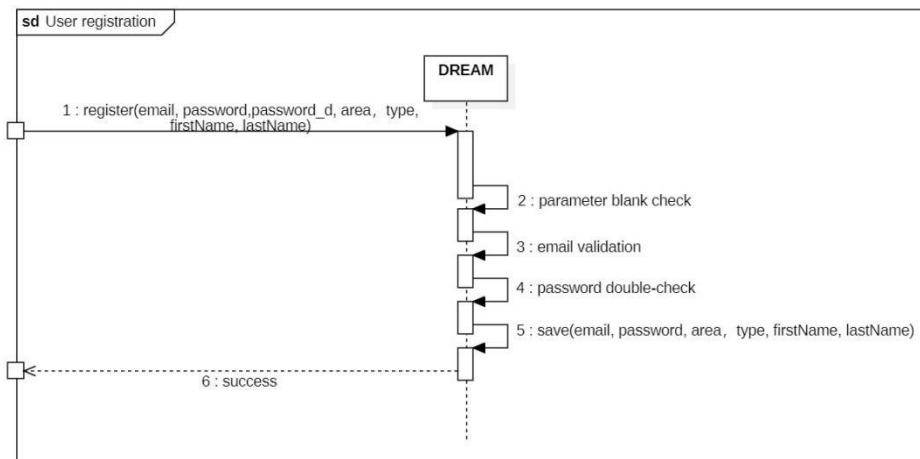 sd User registration
DREAM
1 : register(email, password,password_d, area，type,
firstName, lastName)
2 : parameter blank check
3 : email validation
4 : password double-check
5 : save(email, password, area，type, firstName, lastName)
6 : success